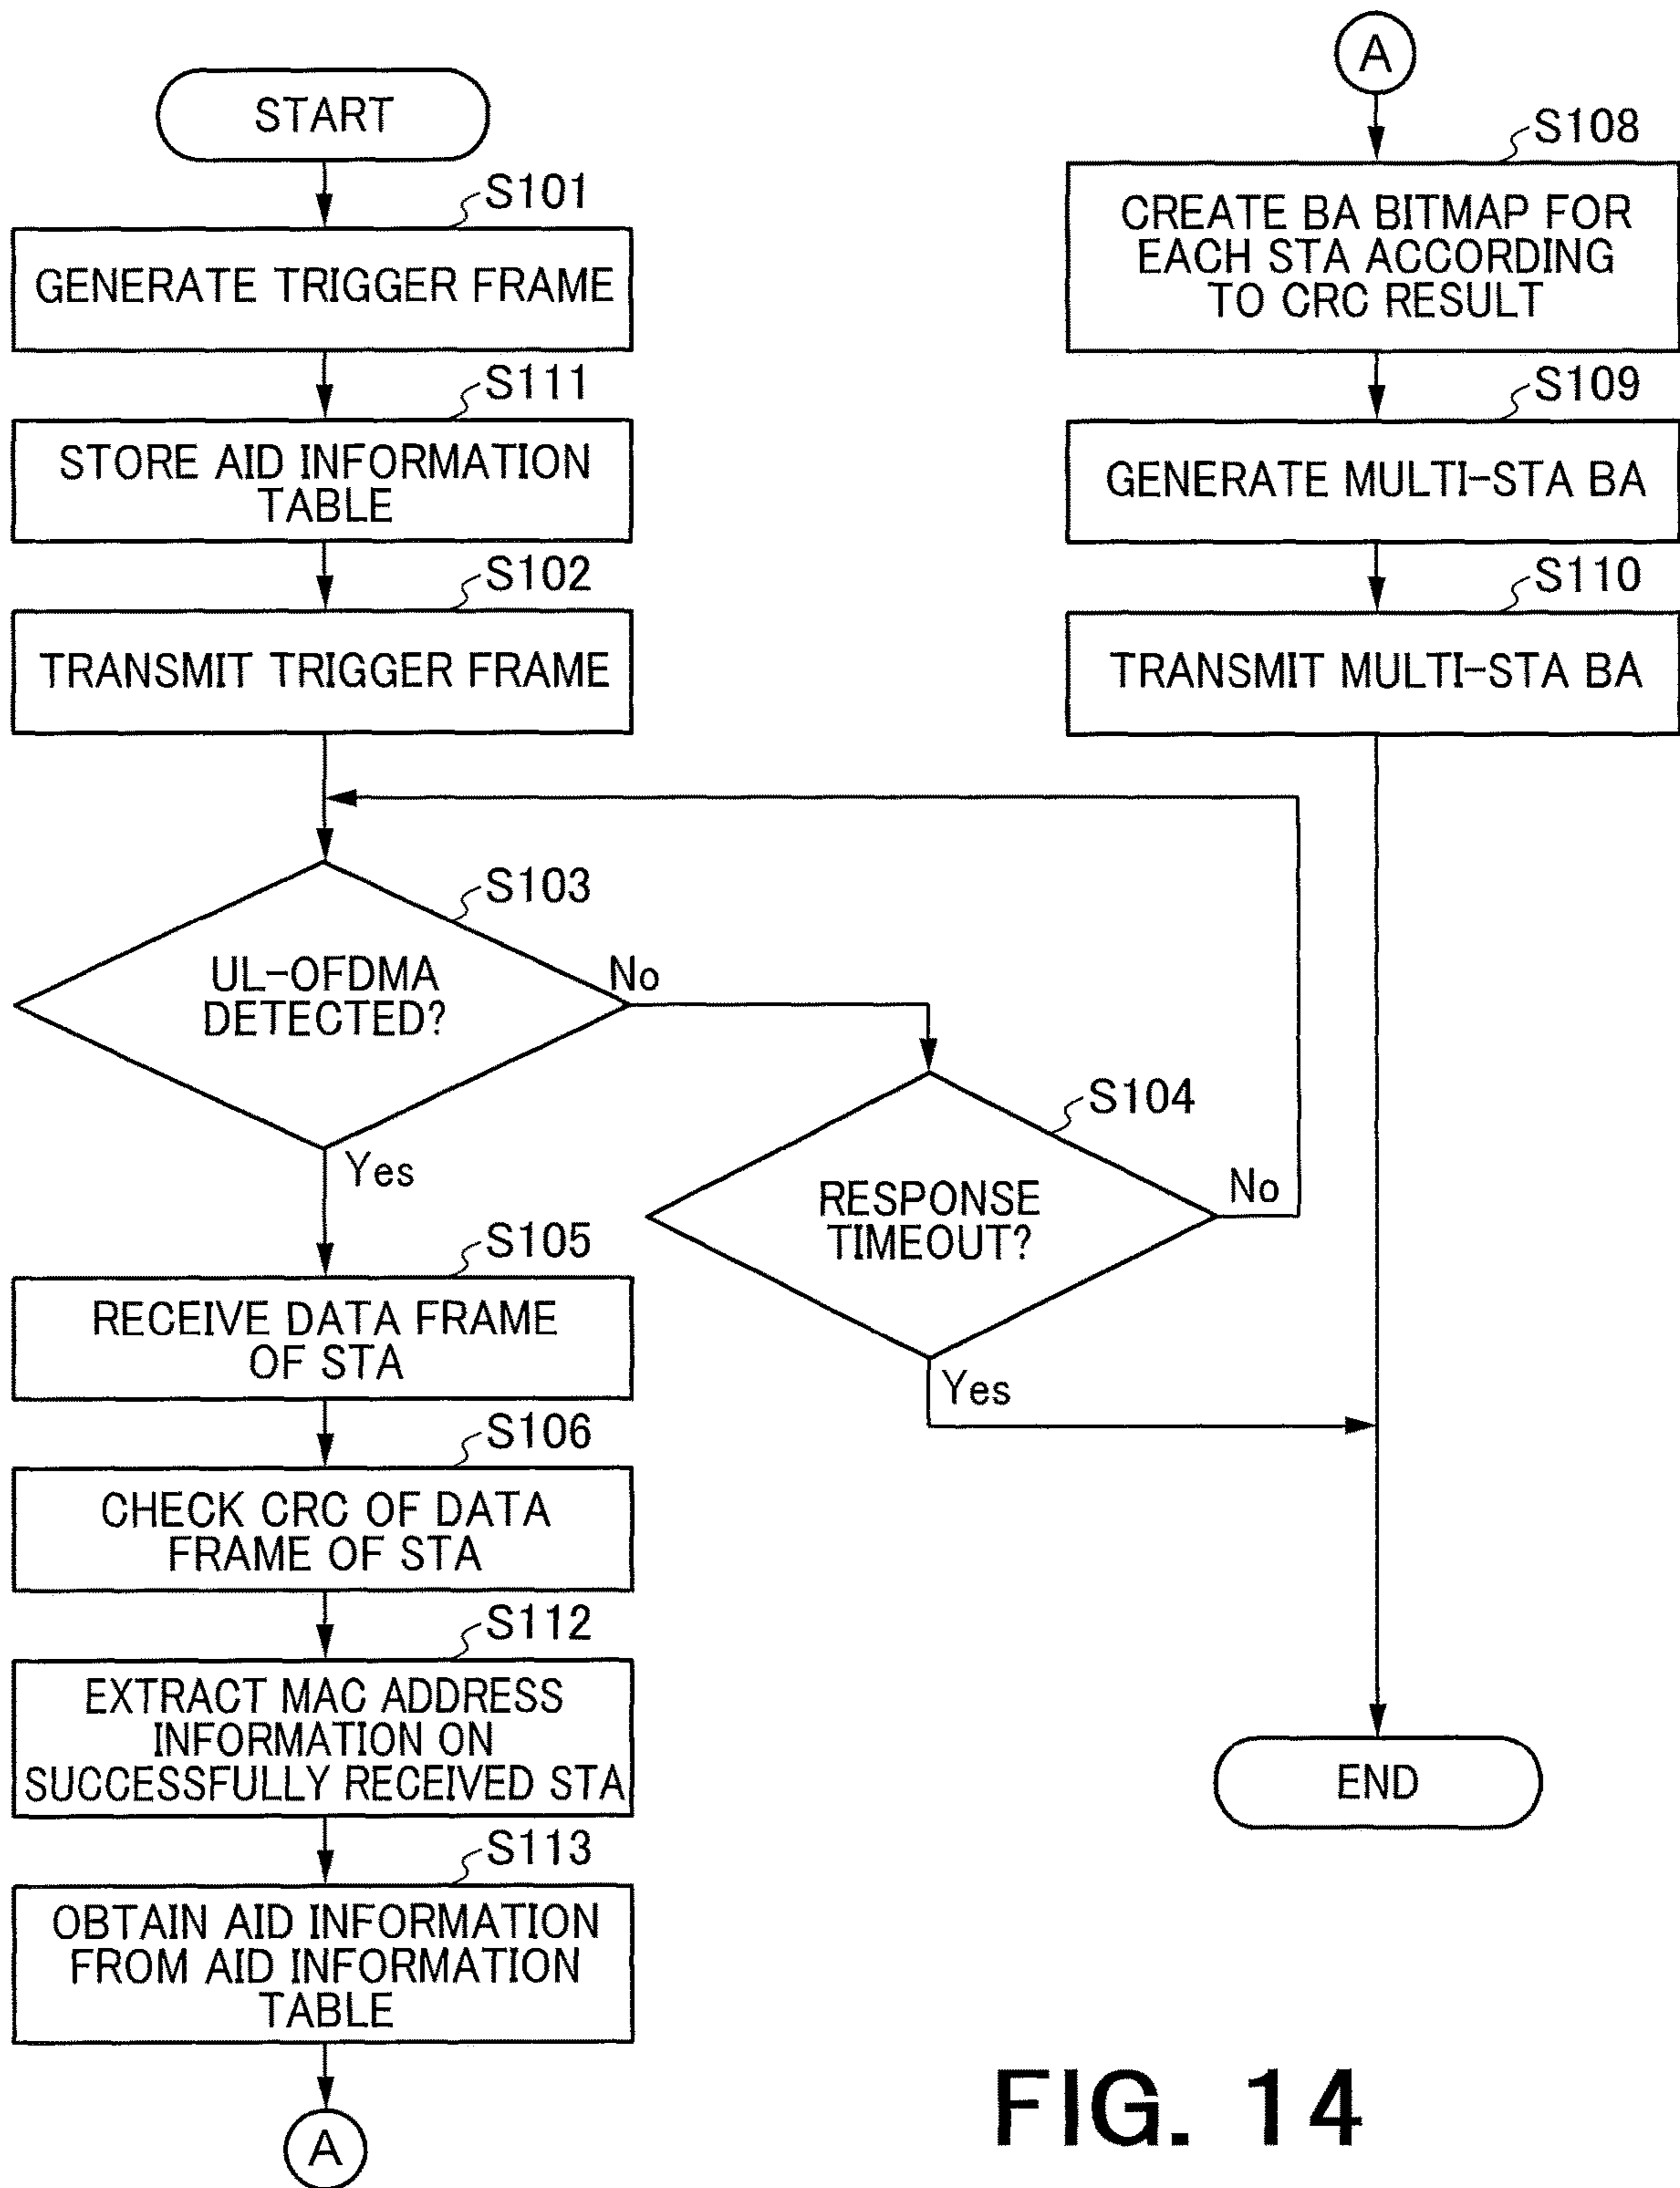 START
S101
GENERATE TRIGGER FRAME
S111
STORE AID INFORMATION
TABLE
S102
TRANSMIT TRIGGER FRAME
S103
UL-OFDMA
DETECTED?
No
Yes
S104
RESPONSE
TIMEOUT?
No
Yes
S105
RECEIVE DATA FRAME
OF STA
S106
CHECK CRC OF DATA
FRAME OF STA
S112
EXTRACT MAC ADDRESS
INFORMATION ON
SUCCESSFULLY RECEIVED STA
S113
OBTAIN AID INFORMATION
FROM AID INFORMATION
TABLE
A
A
S108
CREATE BA BITMAP FOR
EACH STA ACCORDING
TO CRC RESULT
S109
GENERATE MULTI-STA BA
S110
TRANSMIT MULTI-STA BA
END
FIG. 14